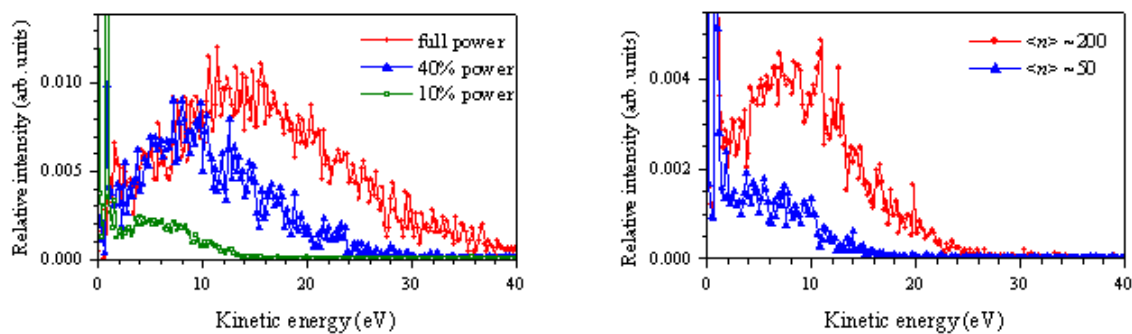 full power
40% power
10% power
0.010
0.005
0.000
0 10 20 30 40
Relative intensity (arb. units)
Kinetic energy (eV)
<n> ~200
<n> ~50
0.004
0.002
0.000
0 10 20 30 40
Relative intensity (arb. units)
Kinetic energy (eV)